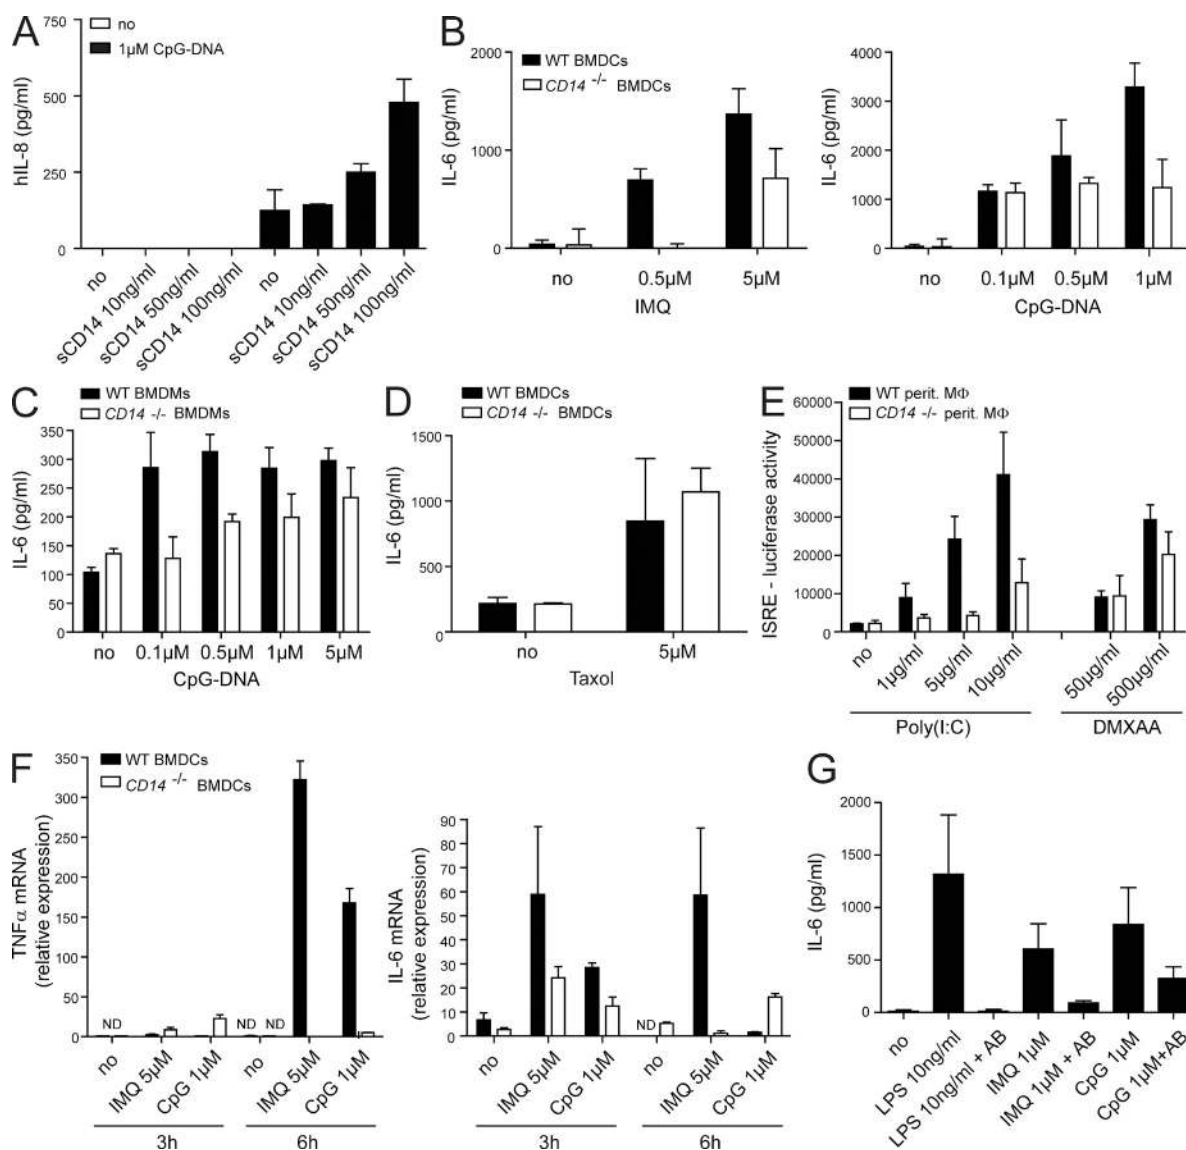 A
no
1µM CpG-DNA
hIL-8 (pg/ml)
750
500
250
0
no
sCD14 10ng/ml
sCD14 50ng/ml
sCD14 100ng/ml
no
sCD14 10ng/ml
sCD14 50ng/ml
sCD14 100ng/ml
B
WT BMDCs
CD14 -/- BMDCs
IL-6 (pg/ml)
2000
1000
0
no
0.5µM
5µM
IMQ
IL-6 (pg/ml)
4000
3000
2000
1000
0
no
0.1µM
0.5µM
1µM
CpG-DNA
C
WT BMDMs
CD14 -/- BMDMs
IL-6 (pg/ml)
350
300
250
200
150
100
50
0
no
0.1µM
0.5µM
1µM
5µM
CpG-DNA
D
WT BMDCs
CD14 -/- BMDCs
IL-6 (pg/ml)
1500
1000
500
0
no
5µM
Taxol
E
WT perit. MΦ
CD14 -/- perit. MΦ
ISRE - luciferase activity
60000
50000
40000
30000
20000
10000
0
no
1µg/ml
5µg/ml
10µg/ml
50µg/ml
500µg/ml
Poly(I:C)
DMXAA
F
WT BMDCs
CD14 -/- BMDCs
TNFα mRNA
(relative expression)
350
300
250
200
150
100
50
0
ND
ND
ND
no
IMQ 5µM
CpG 1µM
no
IMQ 5µM
CpG 1µM
3h
6h
IL-6 mRNA
(relative expression)
90
80
70
60
50
40
30
20
10
0
ND
no
IMQ 5µM
CpG 1µM
no
IMQ 5µM
CpG 1µM
3h
6h
G
IL-6 (pg/ml)
2000
1500
1000
500
0
no
LPS 10ng/ml
LPS 10ng/ml + AB
IMQ 1µM
IMQ 1µM + AB
CpG 1µM
CpG 1µM+AB